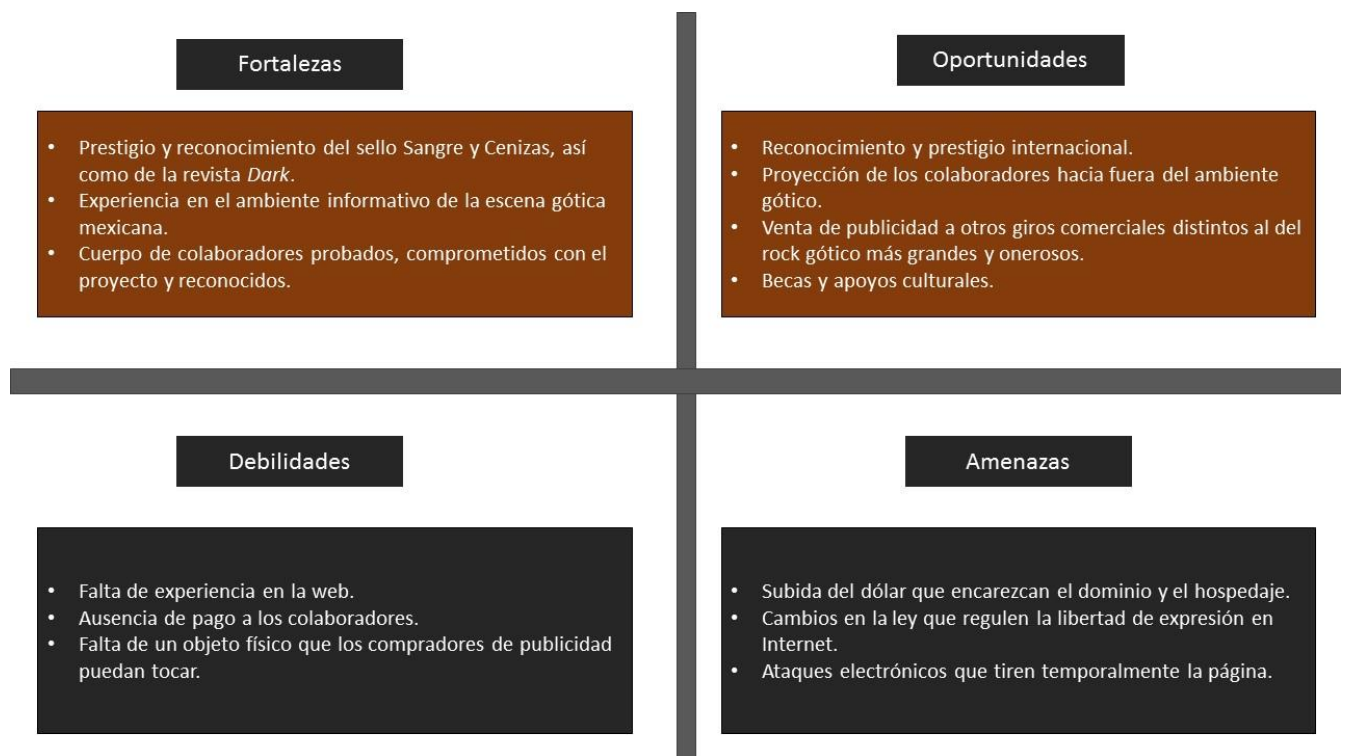 Fortalezas
• Prestigio y reconocimiento del sello Sangre y Cenizas, así
como de la revista Dark.
• Experiencia en el ambiente informativo de la escena gótica
mexicana.
• Cuerpo de colaboradores probados, comprometidos con el
proyecto y reconocidos.
Oportunidades
• Reconocimiento y prestigio internacional.
• Proyección de los colaboradores hacia fuera del ambiente
gótico.
• Venta de publicidad a otros giros comerciales distintos al del
rock gótico más grandes y onerosos.
• Becas y apoyos culturales.
Debilidades
• Falta de experiencia en la web.
• Ausencia de pago a los colaboradores.
• Falta de un objeto físico que los compradores de publicidad
puedan tocar.
Amenazas
• Subida del dólar que encarezcan el dominio y el hospedaje.
• Cambios en la ley que regulen la libertad de expresión en
Internet.
• Ataques electrónicos que tiren temporalmente la página.